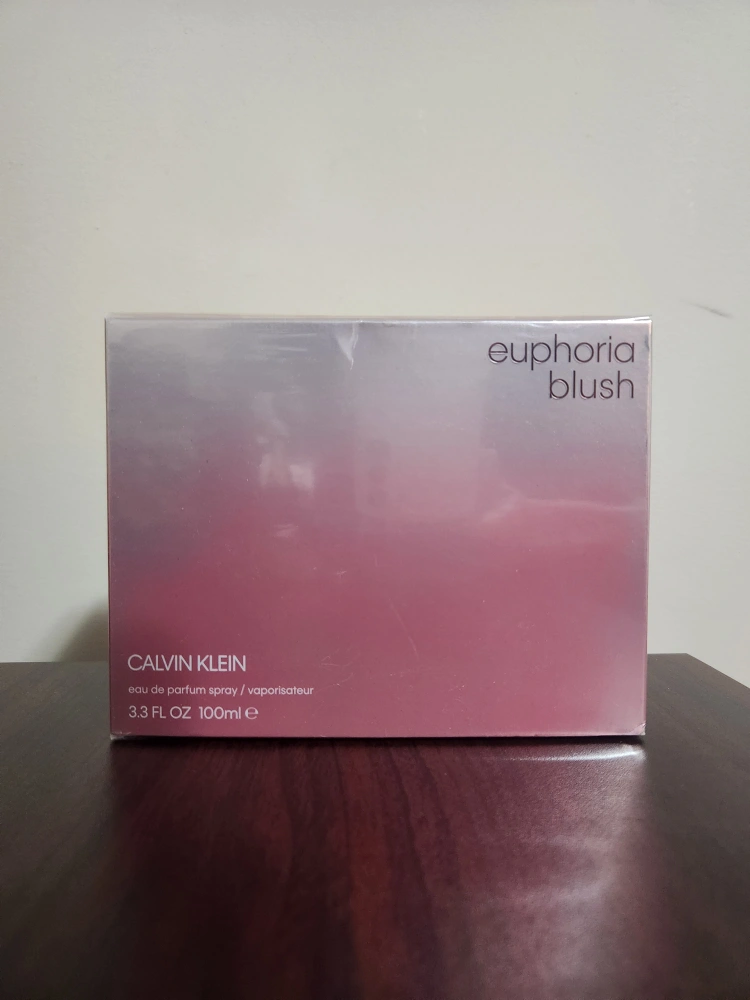 euphoria
blush
CALVIN KLEIN
eau de parfum spray / vaporisateur
3.3 FL OZ 100ml ℮